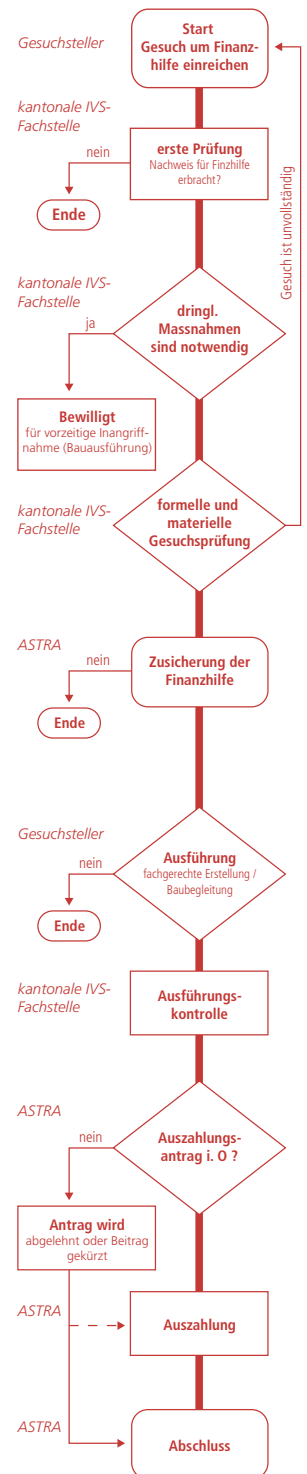 Start
Gesuchsteller
Gesuch um Finanz-
hilfe einreichen
kantonale IVS-
Fachstelle
nein
erste Prüfung
Nachweis für Finzhilfe
erbracht?
Ende
Gesuch ist unvollständig
kantonale IVS-
Fachstelle
ja
dringl.
Massnahmen
sind notwendig
Bewilligt
für vorzeitige Inangriff-
nahme (Bauausführung)
kantonale IVS-
Fachstelle
formelle und
materielle
Gesuchsprüfung
ASTRA
nein
Zusicherung der
Finanzhilfe
Ende
Gesuchsteller
nein
Ausführung
fachgerechte Erstellung /
Baubegleitung
Ende
kantonale IVS-
Fachstelle
Ausführungs-
kontrolle
ASTRA
nein
Auszahlungs-
antrag i. O ?
Antrag wird
abgelehnt oder Beitrag
gekürzt
ASTRA
Auszahlung
ASTRA
Abschluss